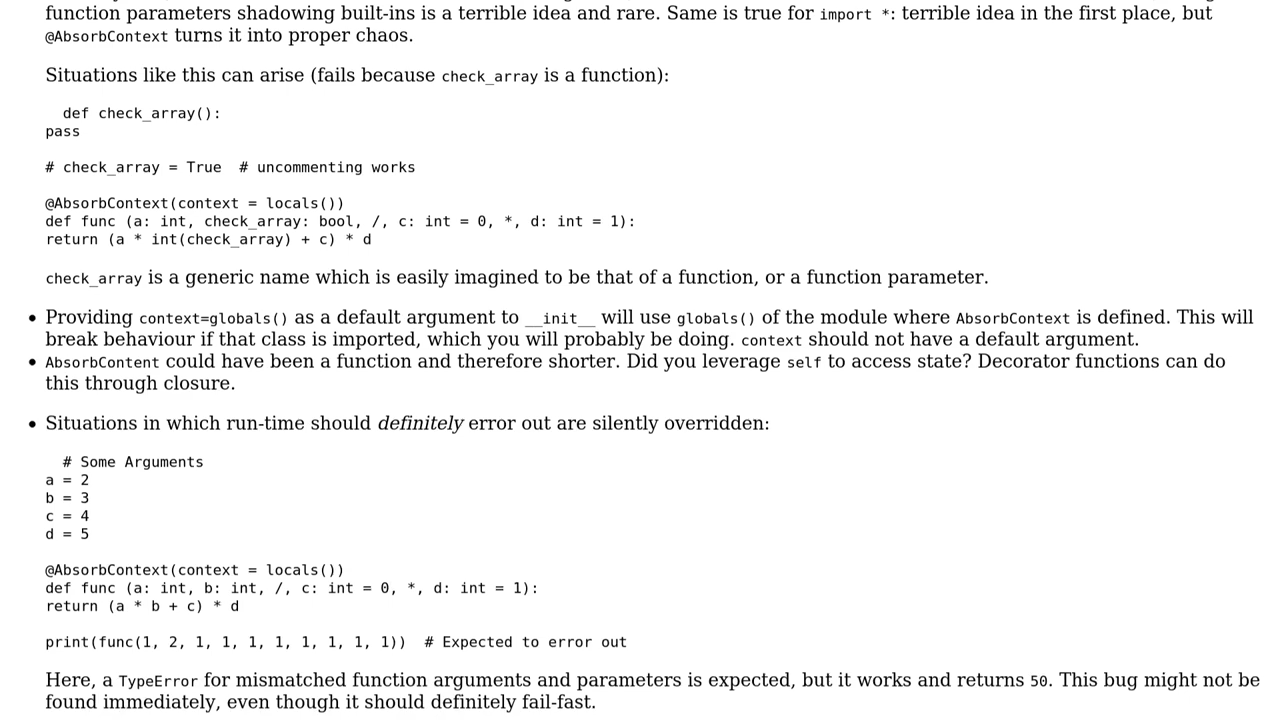 function parameters shadowing built-ins is a terrible idea and rare. Same is true for import *: terrible idea in the first place, but
@AbsorbContext turns it into proper chaos.
Situations like this can arise (fails because check_array is a function):
def check_array():
pass
# check_array = True  # uncommenting works
@AbsorbContext(context = locals())
def func (a: int, check_array: bool, /, c: int = 0, *, d: int = 1):
return (a * int(check_array) + c) * d
check_array is a generic name which is easily imagined to be that of a function, or a function parameter.
• Providing context=globals() as a default argument to __init__ will use globals() of the module where AbsorbContext is defined. This will
break behaviour if that class is imported, which you will probably be doing. context should not have a default argument.
• AbsorbContent could have been a function and therefore shorter. Did you leverage self to access state? Decorator functions can do
this through closure.
• Situations in which run-time should definitely error out are silently overridden:
# Some Arguments
a = 2
b = 3
c = 4
d = 5
@AbsorbContext(context = locals())
def func (a: int, b: int, /, c: int = 0, *, d: int = 1):
return (a * b + c) * d
print(func(1, 2, 1, 1, 1, 1, 1, 1, 1, 1))  # Expected to error out
Here, a TypeError for mismatched function arguments and parameters is expected, but it works and returns 50. This bug might not be
found immediately, even though it should definitely fail-fast.